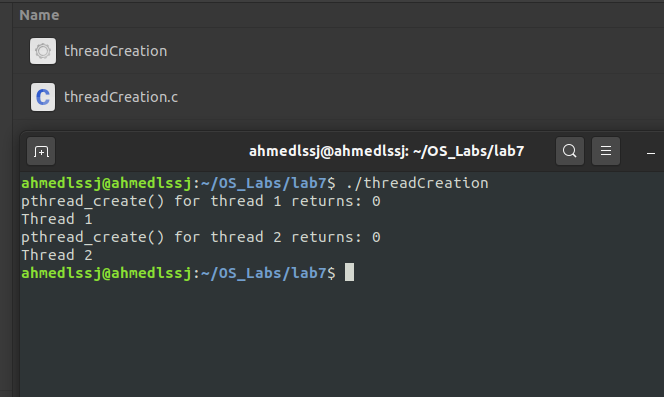 Name
threadCreation
C threadCreation.c
ahmedlssj@ahmedlssj: ~/OS_Labs/lab7
ahmedlssj@ahmedlssj:~/OS_Labs/lab7$ ./threadCreation
pthread_create() for thread 1 returns: 0
Thread 1
pthread_create() for thread 2 returns: 0
Thread 2
ahmedlssj@ahmedlssj:~/OS_Labs/lab7$